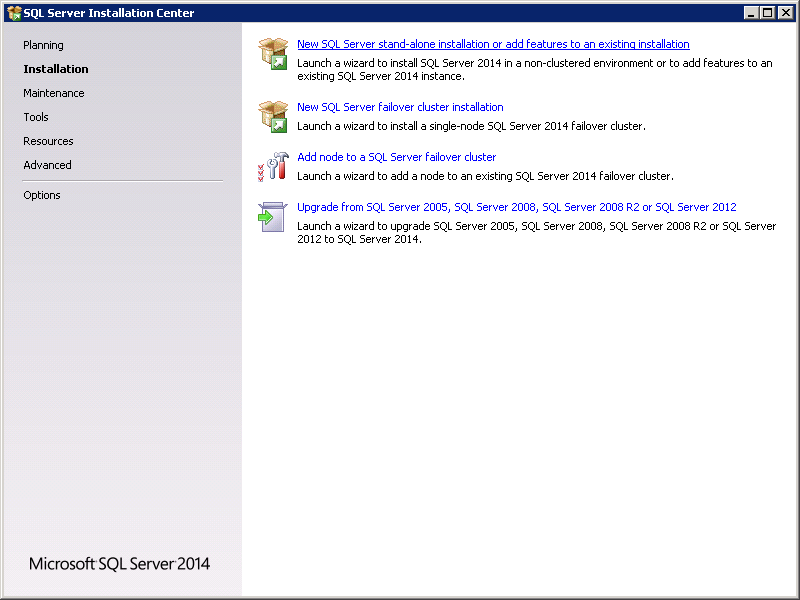 SQL Server Installation Center
Planning
Installation
Maintenance
Tools
Resources
Advanced
Options
New SQL Server stand-alone installation or add features to an existing installation
Launch a wizard to install SQL Server 2014 in a non-clustered environment or to add features to an
existing SQL Server 2014 instance.
New SQL Server failover cluster installation
Launch a wizard to install a single-node SQL Server 2014 failover cluster.
Add node to a SQL Server failover cluster
Launch a wizard to add a node to an existing SQL Server 2014 failover cluster.
Upgrade from SQL Server 2005, SQL Server 2008, SQL Server 2008 R2 or SQL Server 2012
Launch a wizard to upgrade SQL Server 2005, SQL Server 2008, SQL Server 2008 R2 or SQL Server
2012 to SQL Server 2014.
Microsoft SQL Server 2014